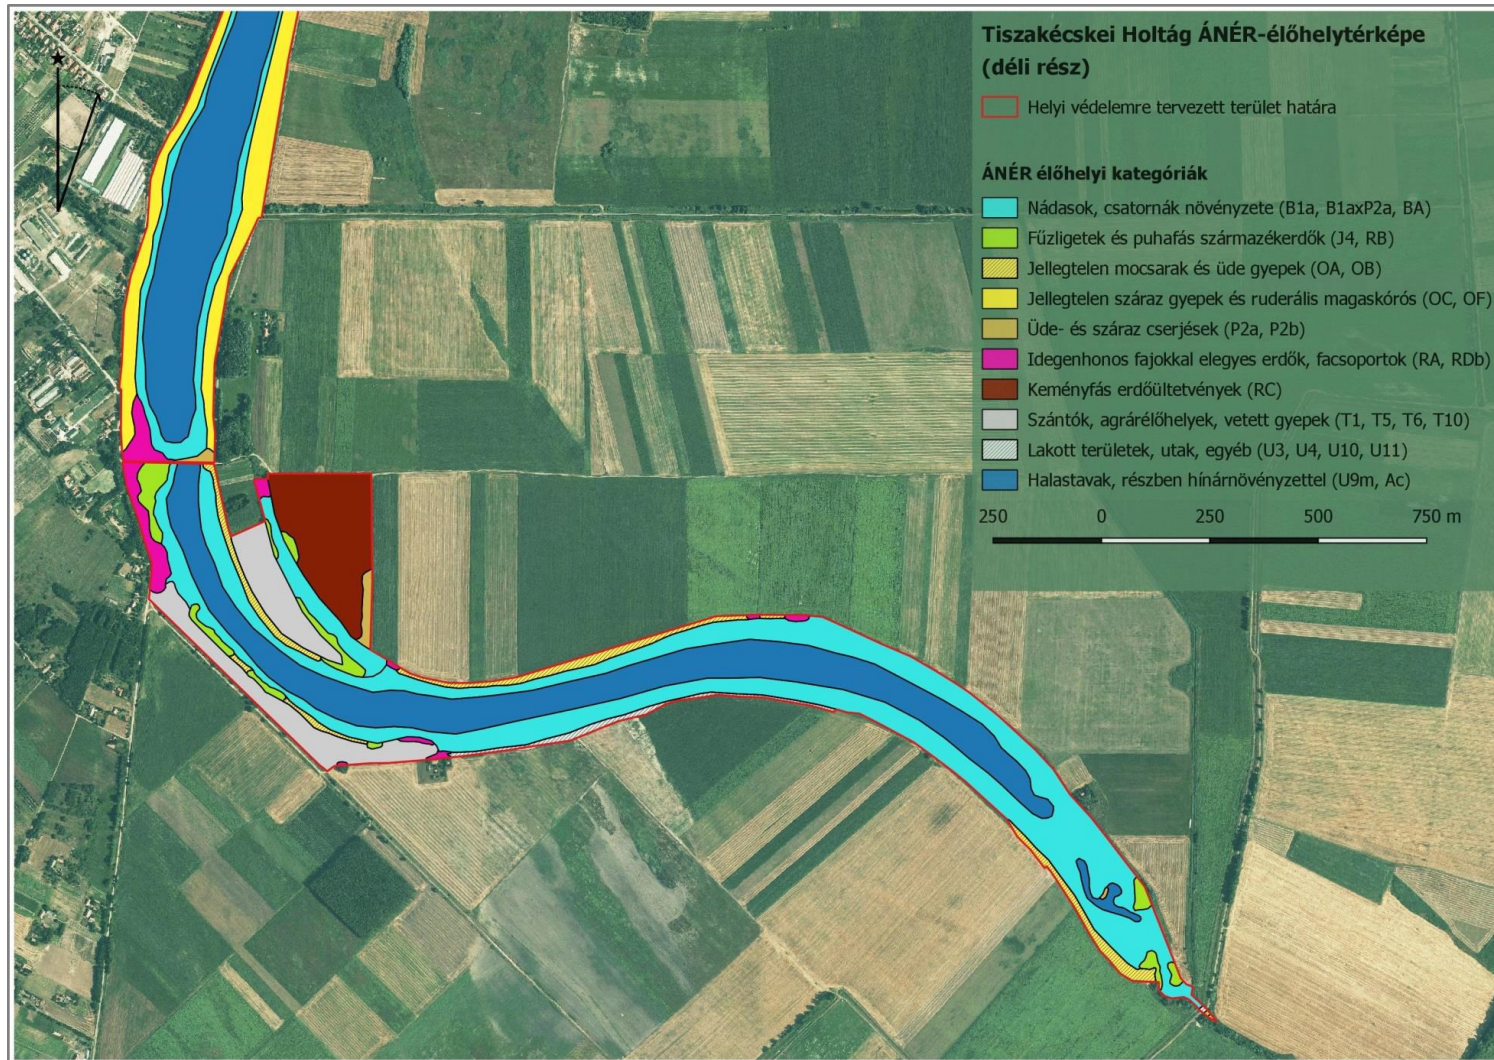 Tiszakécskei Holtág ÁNÉR-élőhelytérképe
(déli rész)
Helyi védelemre tervezett terület határa
ÁNÉR élőhelyi kategóriák
Nádasok, csatornák növényzete (B1a, B1axP2a, BA)
Fűzligetek és puhafás származékerdők (J4, RB)
Jellegtelen mocsarak és üde gyepek (OA, OB)
Jellegtelen száraz gyepek és ruderális magaskórós (OC, OF)
Üde- és száraz cserjések (P2a, P2b)
Idegenhonos fajokkal elegyes erdők, facsoportok (RA, RDb)
Keményfás erdőültetvények (RC)
Szántók, agrárélőhelyek, vetett gyepek (T1, T5, T6, T10)
Lakott területek, utak, egyéb (U3, U4, U10, U11)
Halastavak, részben hínárnövényzettel (U9m, Ac)
250 0 250 500 750 m